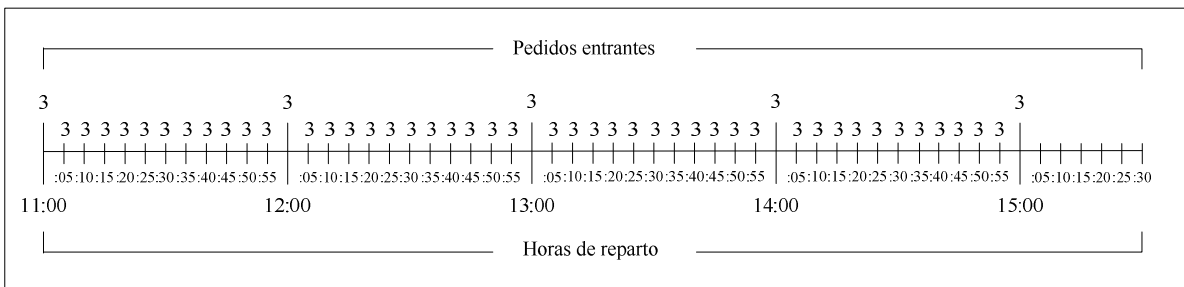 Pedidos entrantes
3 3 3 3 3
3 3 3 3 3 3 3 3 3 3 3 3 3 3 3 3 3 3 3 3 3 3 3 3 3 3 3 3 3 3 3 3 3 3 3 3 3 3 3 3 3 3 3 3
:05 :10 :15 :20 :25 :30 :35 :40 :45 :50 :55 :05 :10 :15 :20 :25 :30 :35 :40 :45 :50 :55 :05 :10 :15 :20 :25 :30 :35 :40 :45 :50 :55 :05 :10 :15 :20 :25 :30 :35 :40 :45 :50 :55 :05 :10 :15 :20 :25 :30
11:00 12:00 13:00 14:00 15:00
Horas de reparto